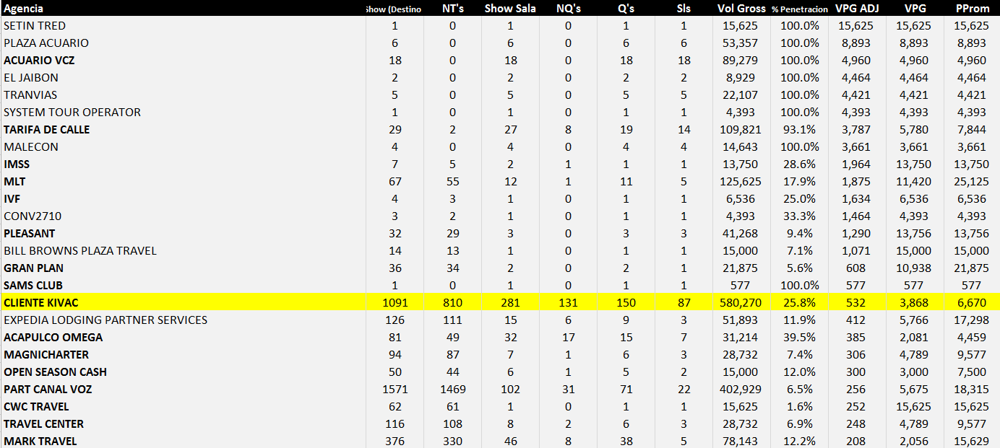 Agencia Show (Destino NT's Show Sala NQ's Q's Sls Vol Gross % Penetracion VPG ADJ VPG PProm
SETIN TRED 1 0 1 0 1 1 15,625 100.0% 15,625 15,625 15,625
PLAZA ACUARIO 6 0 6 0 6 6 53,357 100.0% 8,893 8,893 8,893
ACUARIO VCZ 18 0 18 0 18 18 89,279 100.0% 4,960 4,960 4,960
EL JAIBON 2 0 2 0 2 2 8,929 100.0% 4,464 4,464 4,464
TRANVIAS 5 0 5 0 5 5 22,107 100.0% 4,421 4,421 4,421
SYSTEM TOUR OPERATOR 1 0 1 0 1 1 4,393 100.0% 4,393 4,393 4,393
TARIFA DE CALLE 29 2 27 8 19 14 109,821 93.1% 3,787 5,780 7,844
MALECON 4 0 4 0 4 4 14,643 100.0% 3,661 3,661 3,661
IMSS 7 5 2 1 1 1 13,750 28.6% 1,964 13,750 13,750
MLT 67 55 12 1 11 5 125,625 17.9% 1,875 11,420 25,125
IVF 4 3 1 0 1 1 6,536 25.0% 1,634 6,536 6,536
CONV2710 3 2 1 0 1 1 4,393 33.3% 1,464 4,393 4,393
PLEASANT 32 29 3 0 3 3 41,268 9.4% 1,290 13,756 13,756
BILL BROWNS PLAZA TRAVEL 14 13 1 0 1 1 15,000 7.1% 1,071 15,000 15,000
GRAN PLAN 36 34 2 0 2 1 21,875 5.6% 608 10,938 21,875
SAMS CLUB 1 0 1 0 1 1 577 100.0% 577 577 577
CLIENTE KIVAC 1091 810 281 131 150 87 580,270 25.8% 532 3,868 6,670
EXPEDIA LODGING PARTNER SERVICES 126 111 15 6 9 3 51,893 11.9% 412 5,766 17,298
ACAPULCO OMEGA 81 49 32 17 15 7 31,214 39.5% 385 2,081 4,459
MAGNICHARTER 94 87 7 1 6 3 28,732 7.4% 306 4,789 9,577
OPEN SEASON CASH 50 44 6 1 5 2 15,000 12.0% 300 3,000 7,500
PART CANAL VOZ 1571 1469 102 31 71 22 402,929 6.5% 256 5,675 18,315
CWC TRAVEL 62 61 1 0 1 1 15,625 1.6% 252 15,625 15,625
TRAVEL CENTER 116 108 8 2 6 3 28,732 6.9% 248 4,789 9,577
MARK TRAVEL 376 330 46 8 38 5 78,143 12.2% 208 2,056 15,629